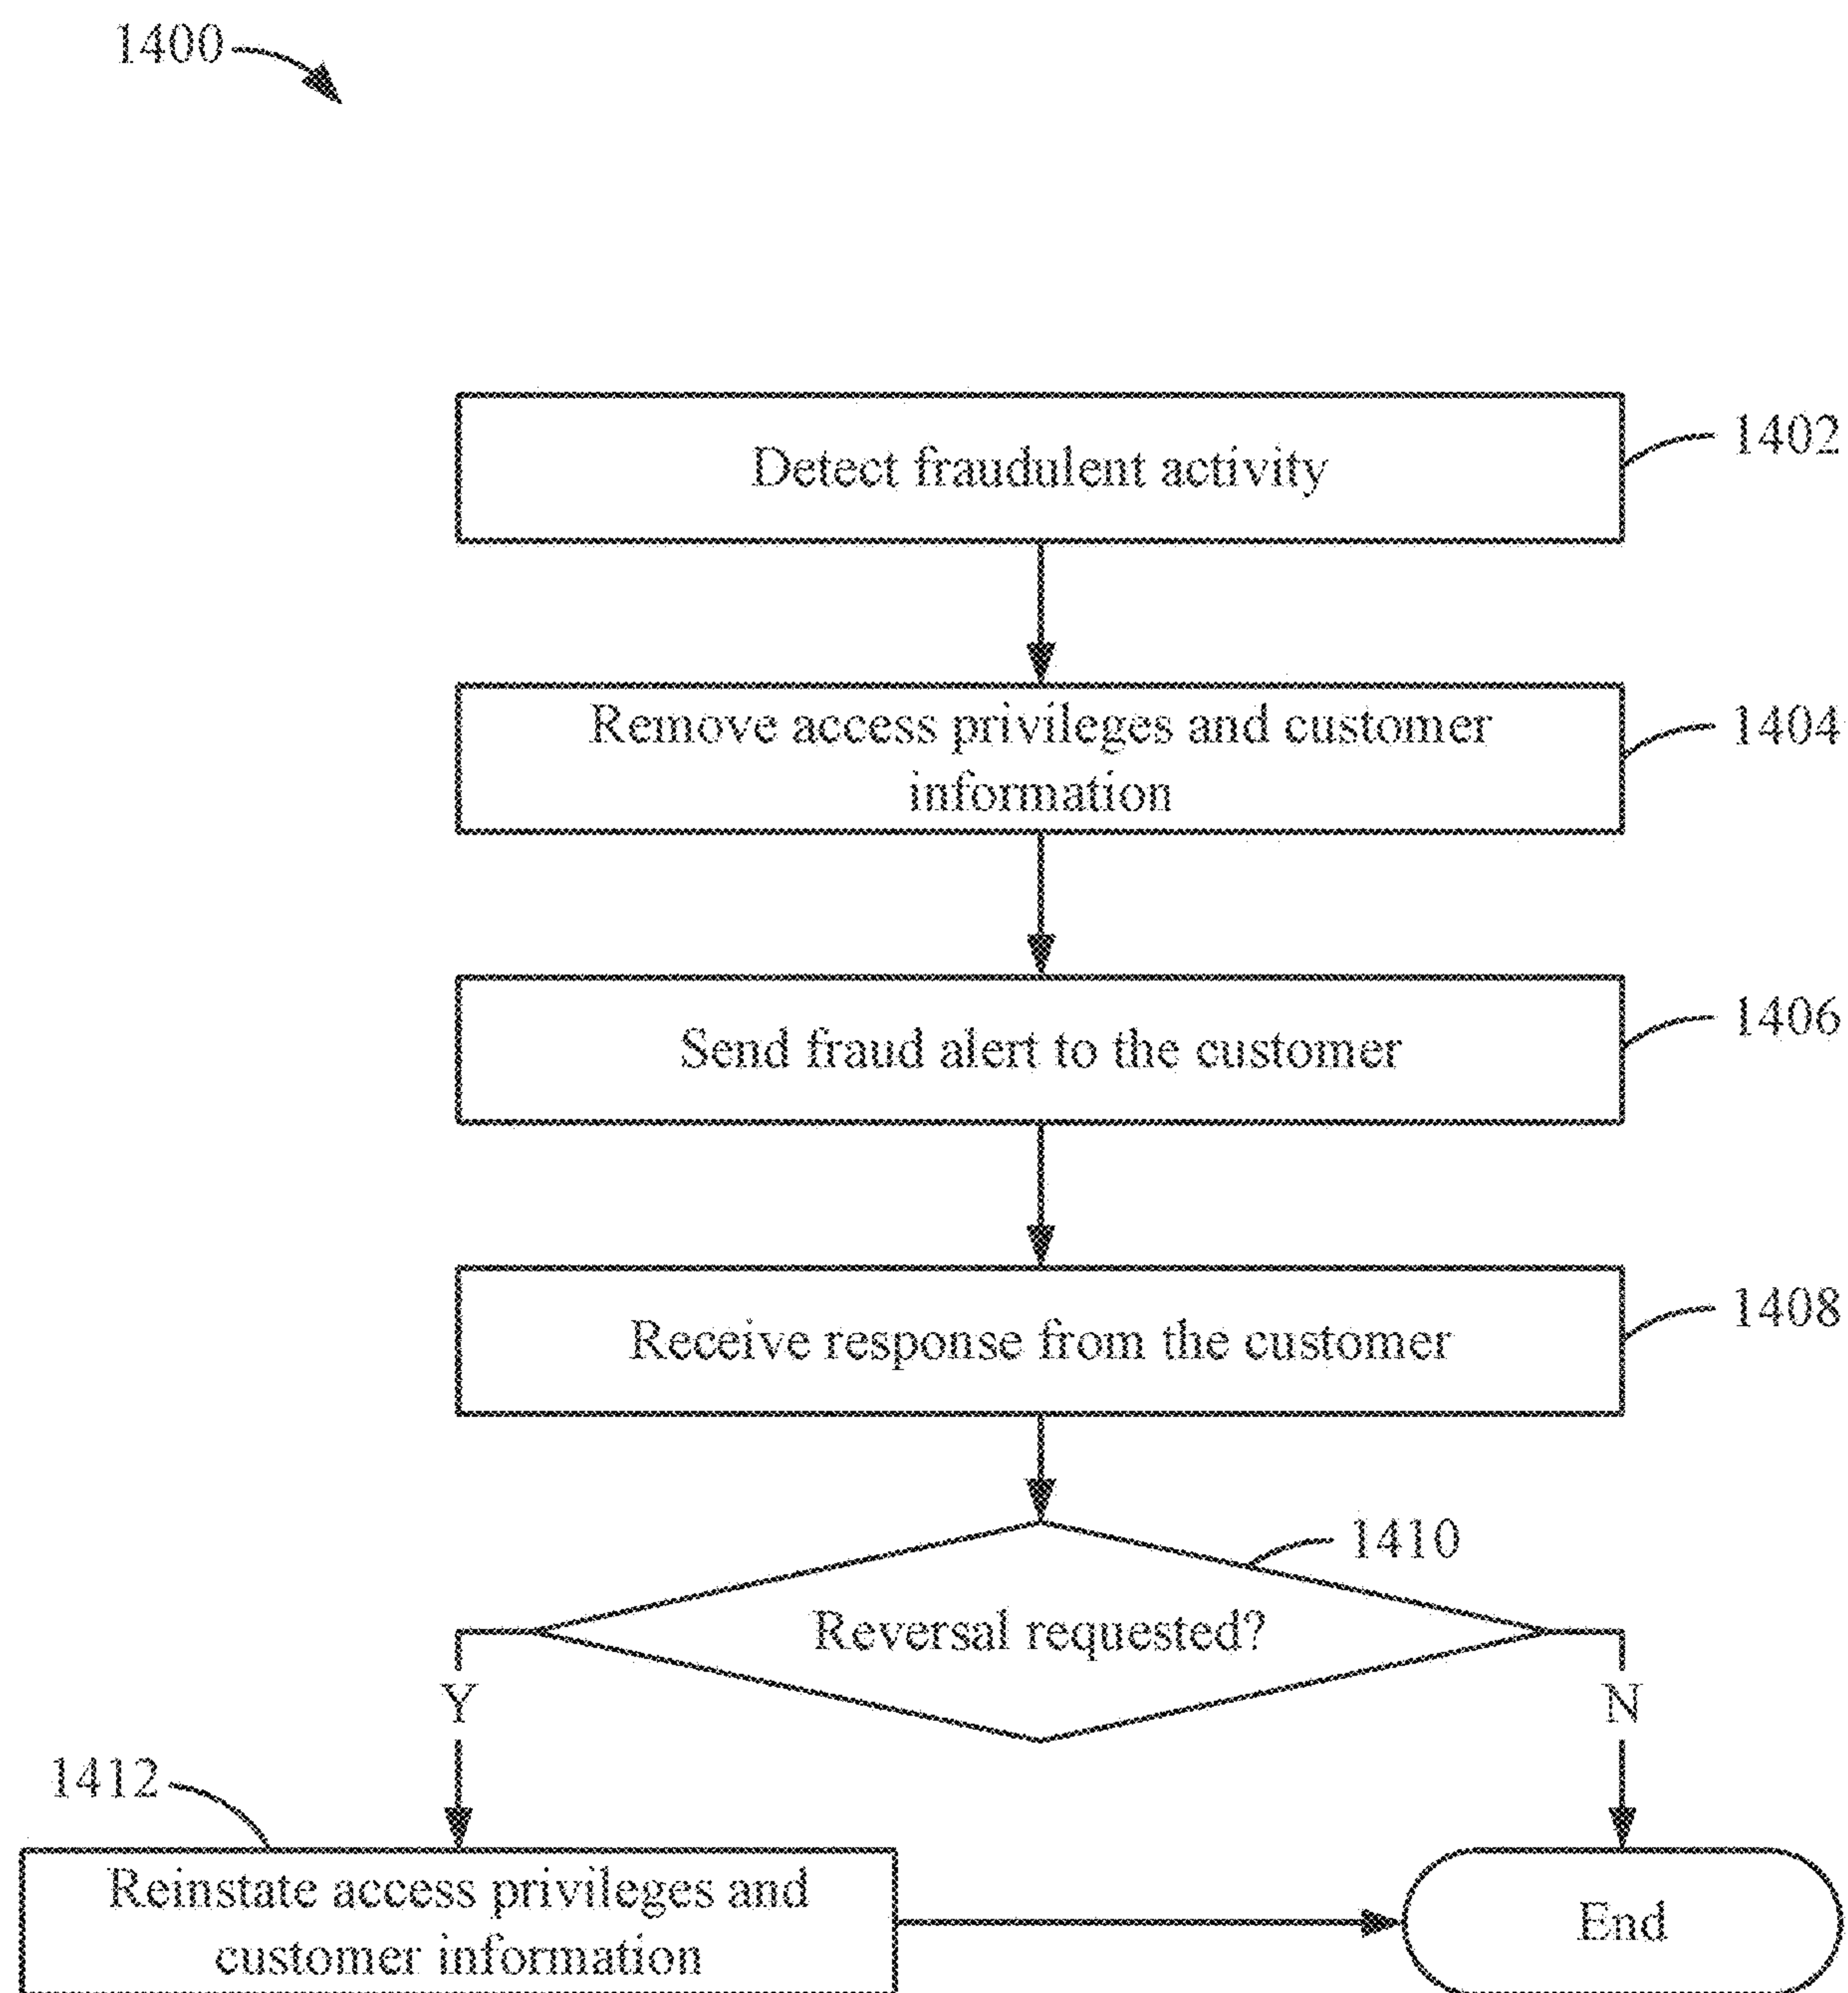 1400
Detect fraudulent activity
1402
Remove access privileges and customer
information
1404
Send fraud alert to the customer
1406
Receive response from the customer
1408
1410
Reversal requested?
Y
N
1412
Reinstate access privileges and
customer information
End